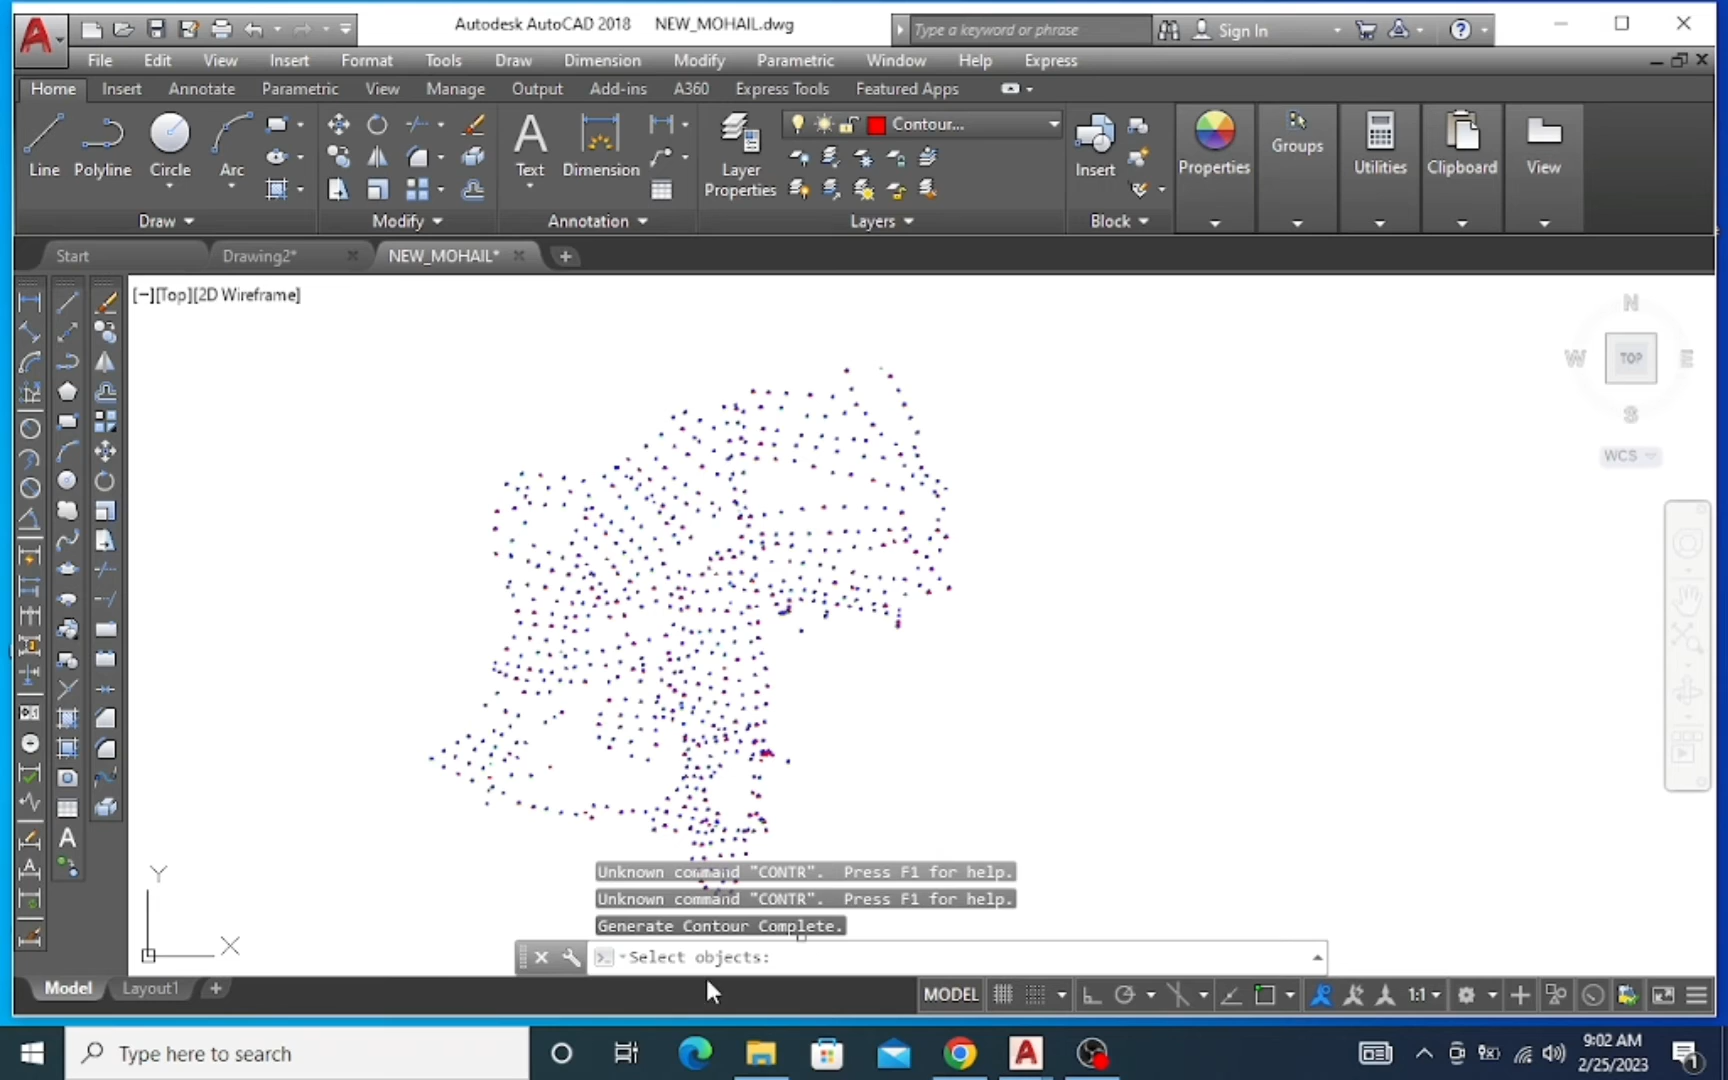 Autodesk AutoCAD 2018 NEW_MOHAIL.dwg
Type a keyword or phrase
Sign In
File Edit View Insert Format Tools Draw Dimension Modify Parametric Window Help Express
Home Insert Annotate Parametric View Manage Output Add-ins A360 Express Tools Featured Apps
Contour...
Line Polyline Circle Arc
Text Dimension
Layer Properties
Insert
Properties
Groups
Utilities
Clipboard
View
Draw Modify Annotation Layers Block
Start Drawing2* NEW_MOHAIL*
[−][Top][2D Wireframe]
N
W TOP E
S
WCS
Y
X
Unknown command "CONTR". Press F1 for help.
Unknown command "CONTR". Press F1 for help.
Generate Contour Complete.
Select objects:
Model Layout1
MODEL 1:1
Type here to search
9:02 AM
2/25/2023
1